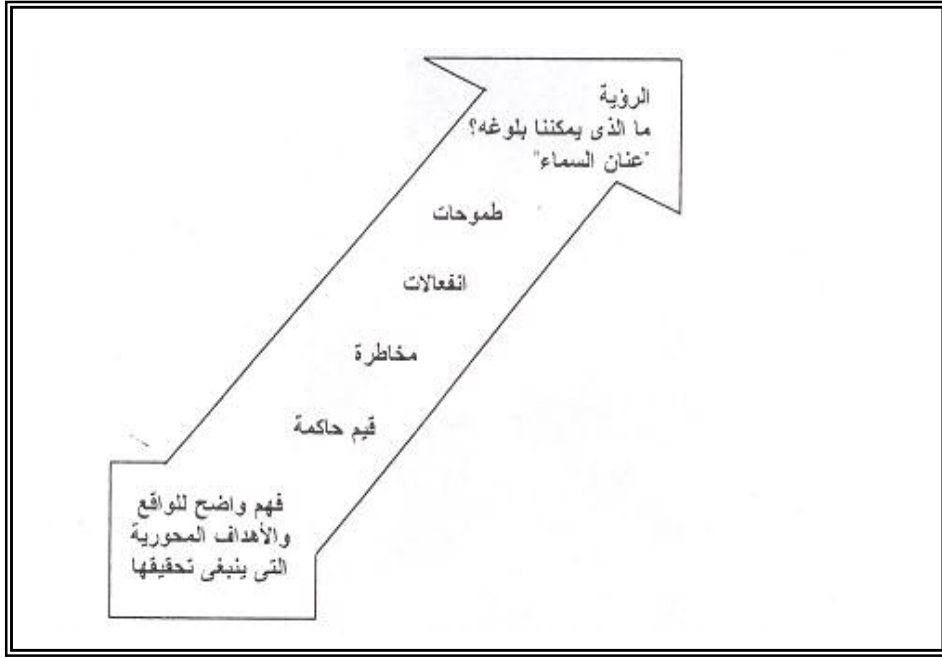 الرؤية
ما الذى يمكننا بلوغه؟
"عنان السماء"
طموحات
انفعالات
مخاطرة
قيم حاكمة
فهم واضح للواقع
والأهداف المحورية
التى ينبغى تحقيقها